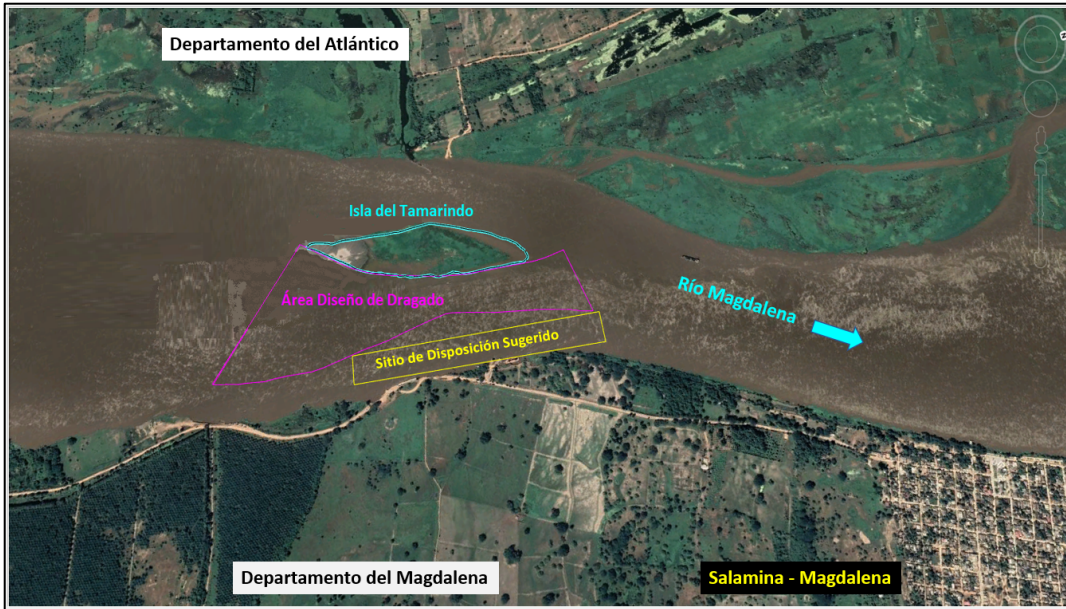 Departamento del Atlántico
Isla del Tamarindo
Área Diseño de Dragado
Río Magdalena
Sitio de Disposición Sugerido
Departamento del Magdalena
Salamina - Magdalena